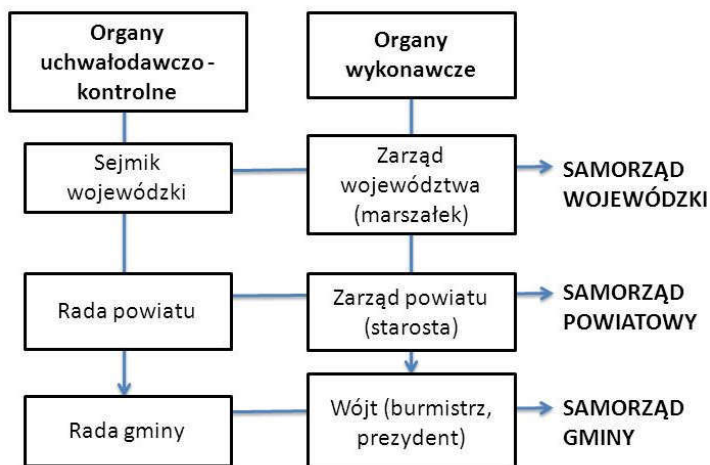 Organy
uchwałodawczo -
kontrolne
Organy
wykonawcze
Sejmik
wojewódzki
Zarząd
województwa
(marszałek)
SAMORZĄD
WOJEWÓDZKI
Rada powiatu
Zarząd powiatu
(starosta)
SAMORZĄD
POWIATOWY
Rada gminy
Wójt (burmistrz,
prezydent)
SAMORZĄD
GMINY